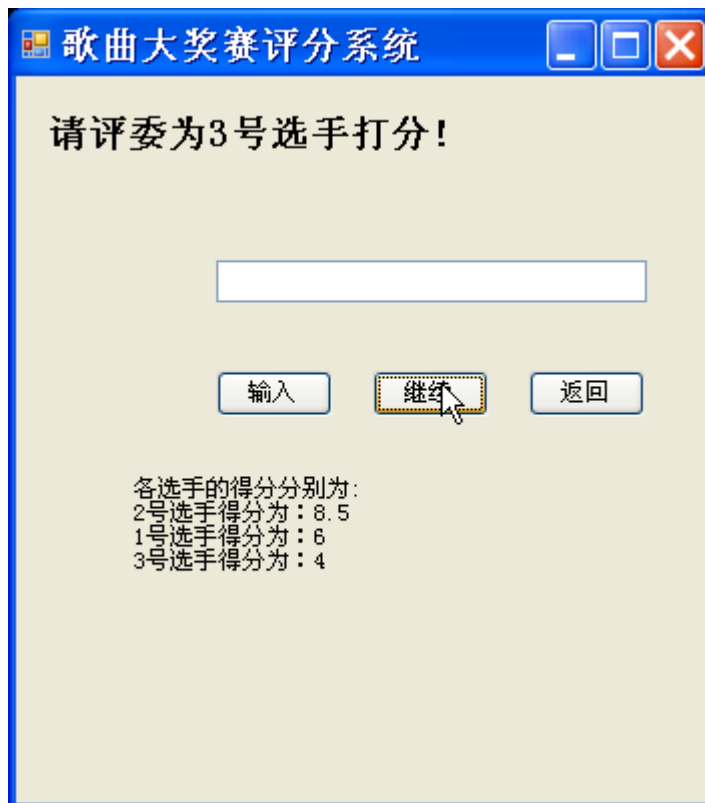 歌曲大奖赛评分系统
请评委为3号选手打分!
输入 继续 返回
各选手的得分分别为:
2号选手得分为：8.5
1号选手得分为：6
3号选手得分为：4